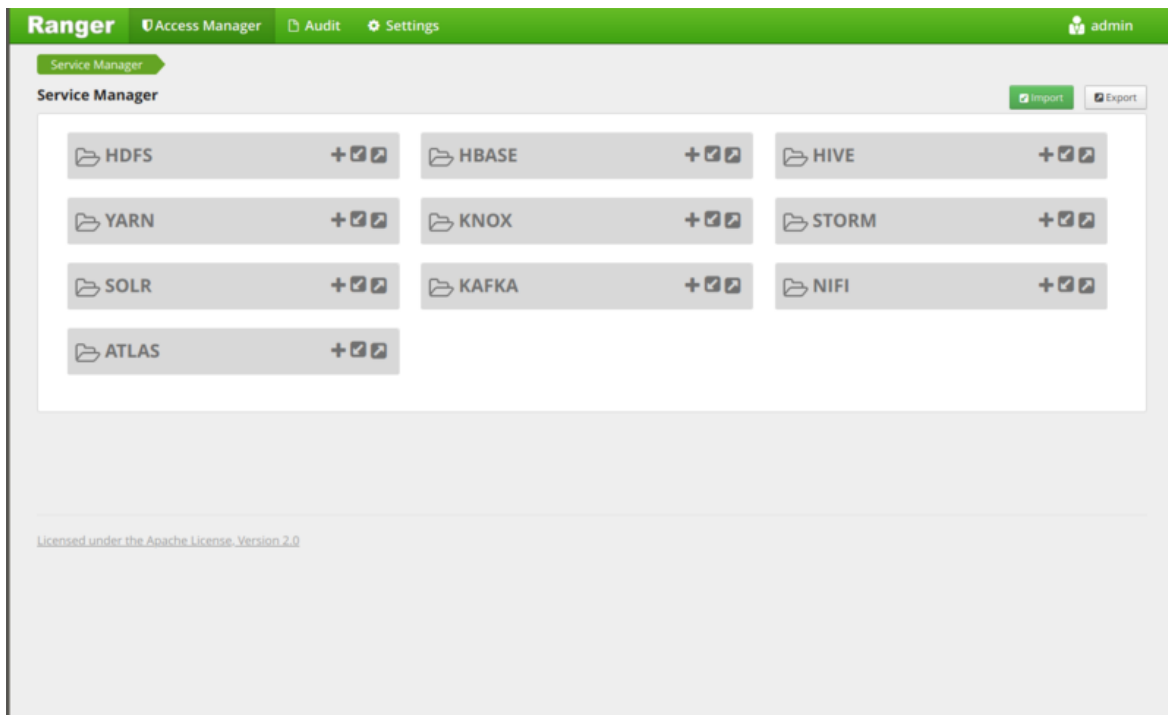 Ranger Access Manager Audit Settings admin
Service Manager
Service Manager Import Export
HDFS HBASE HIVE
YARN KNOX STORM
SOLR KAFKA NIFI
ATLAS
Licensed under the Apache License, Version 2.0